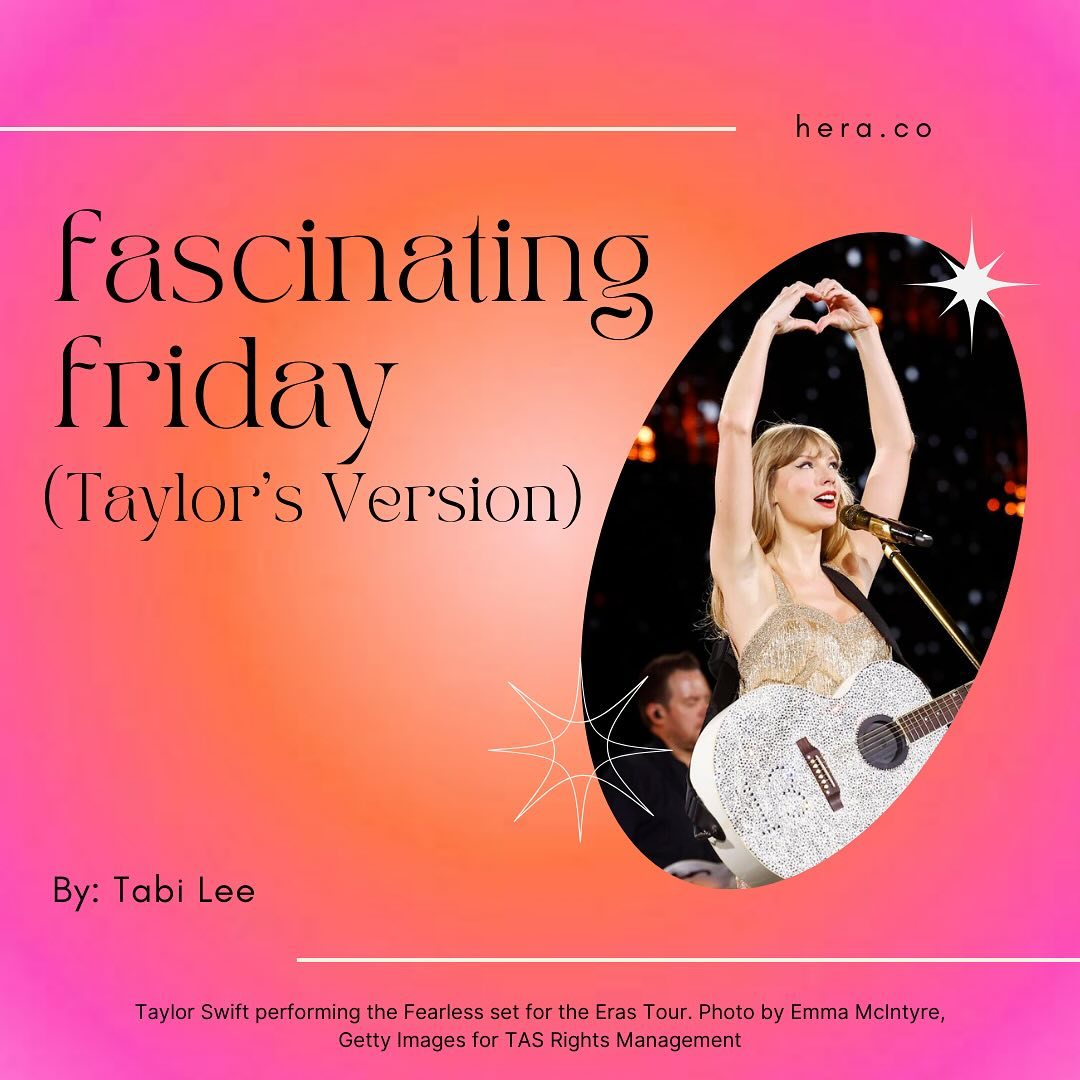 hera.co
fascinating
friday
(Taylor's Version)
13
By: Tabi Lee
Taylor Swift performing the Fearless set for the Eras Tour. Photo by Emma McIntyre,
Getty Images for TAS Rights Management